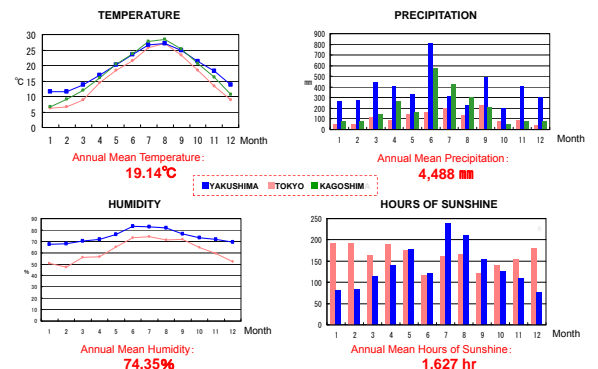 TEMPERATURE
30
25
20
15
10
5
0
℃
1 2 3 4 5 6 7 8 9 10 11 12
Month
Annual Mean Temperature:
19.14℃
PRECIPITATION
900
800
700
600
500
400
300
200
100
0
㎜
1 2 3 4 5 6 7 8 9 10 11 12
Month
Annual Mean Precipitation:
4,488 ㎜
YAKUSHIMA TOKYO KAGOSHIMA
HUMIDITY
90
80
70
60
50
40
30
20
10
0
%
1 2 3 4 5 6 7 8 9 10 11 12
Month
Annual Mean Humidity:
74.35%
HOURS OF SUNSHINE
250
200
150
100
50
0
1 2 3 4 5 6 7 8 9 10 11 12
Month
Annual Mean Hours of Sunshine:
1.627 hr